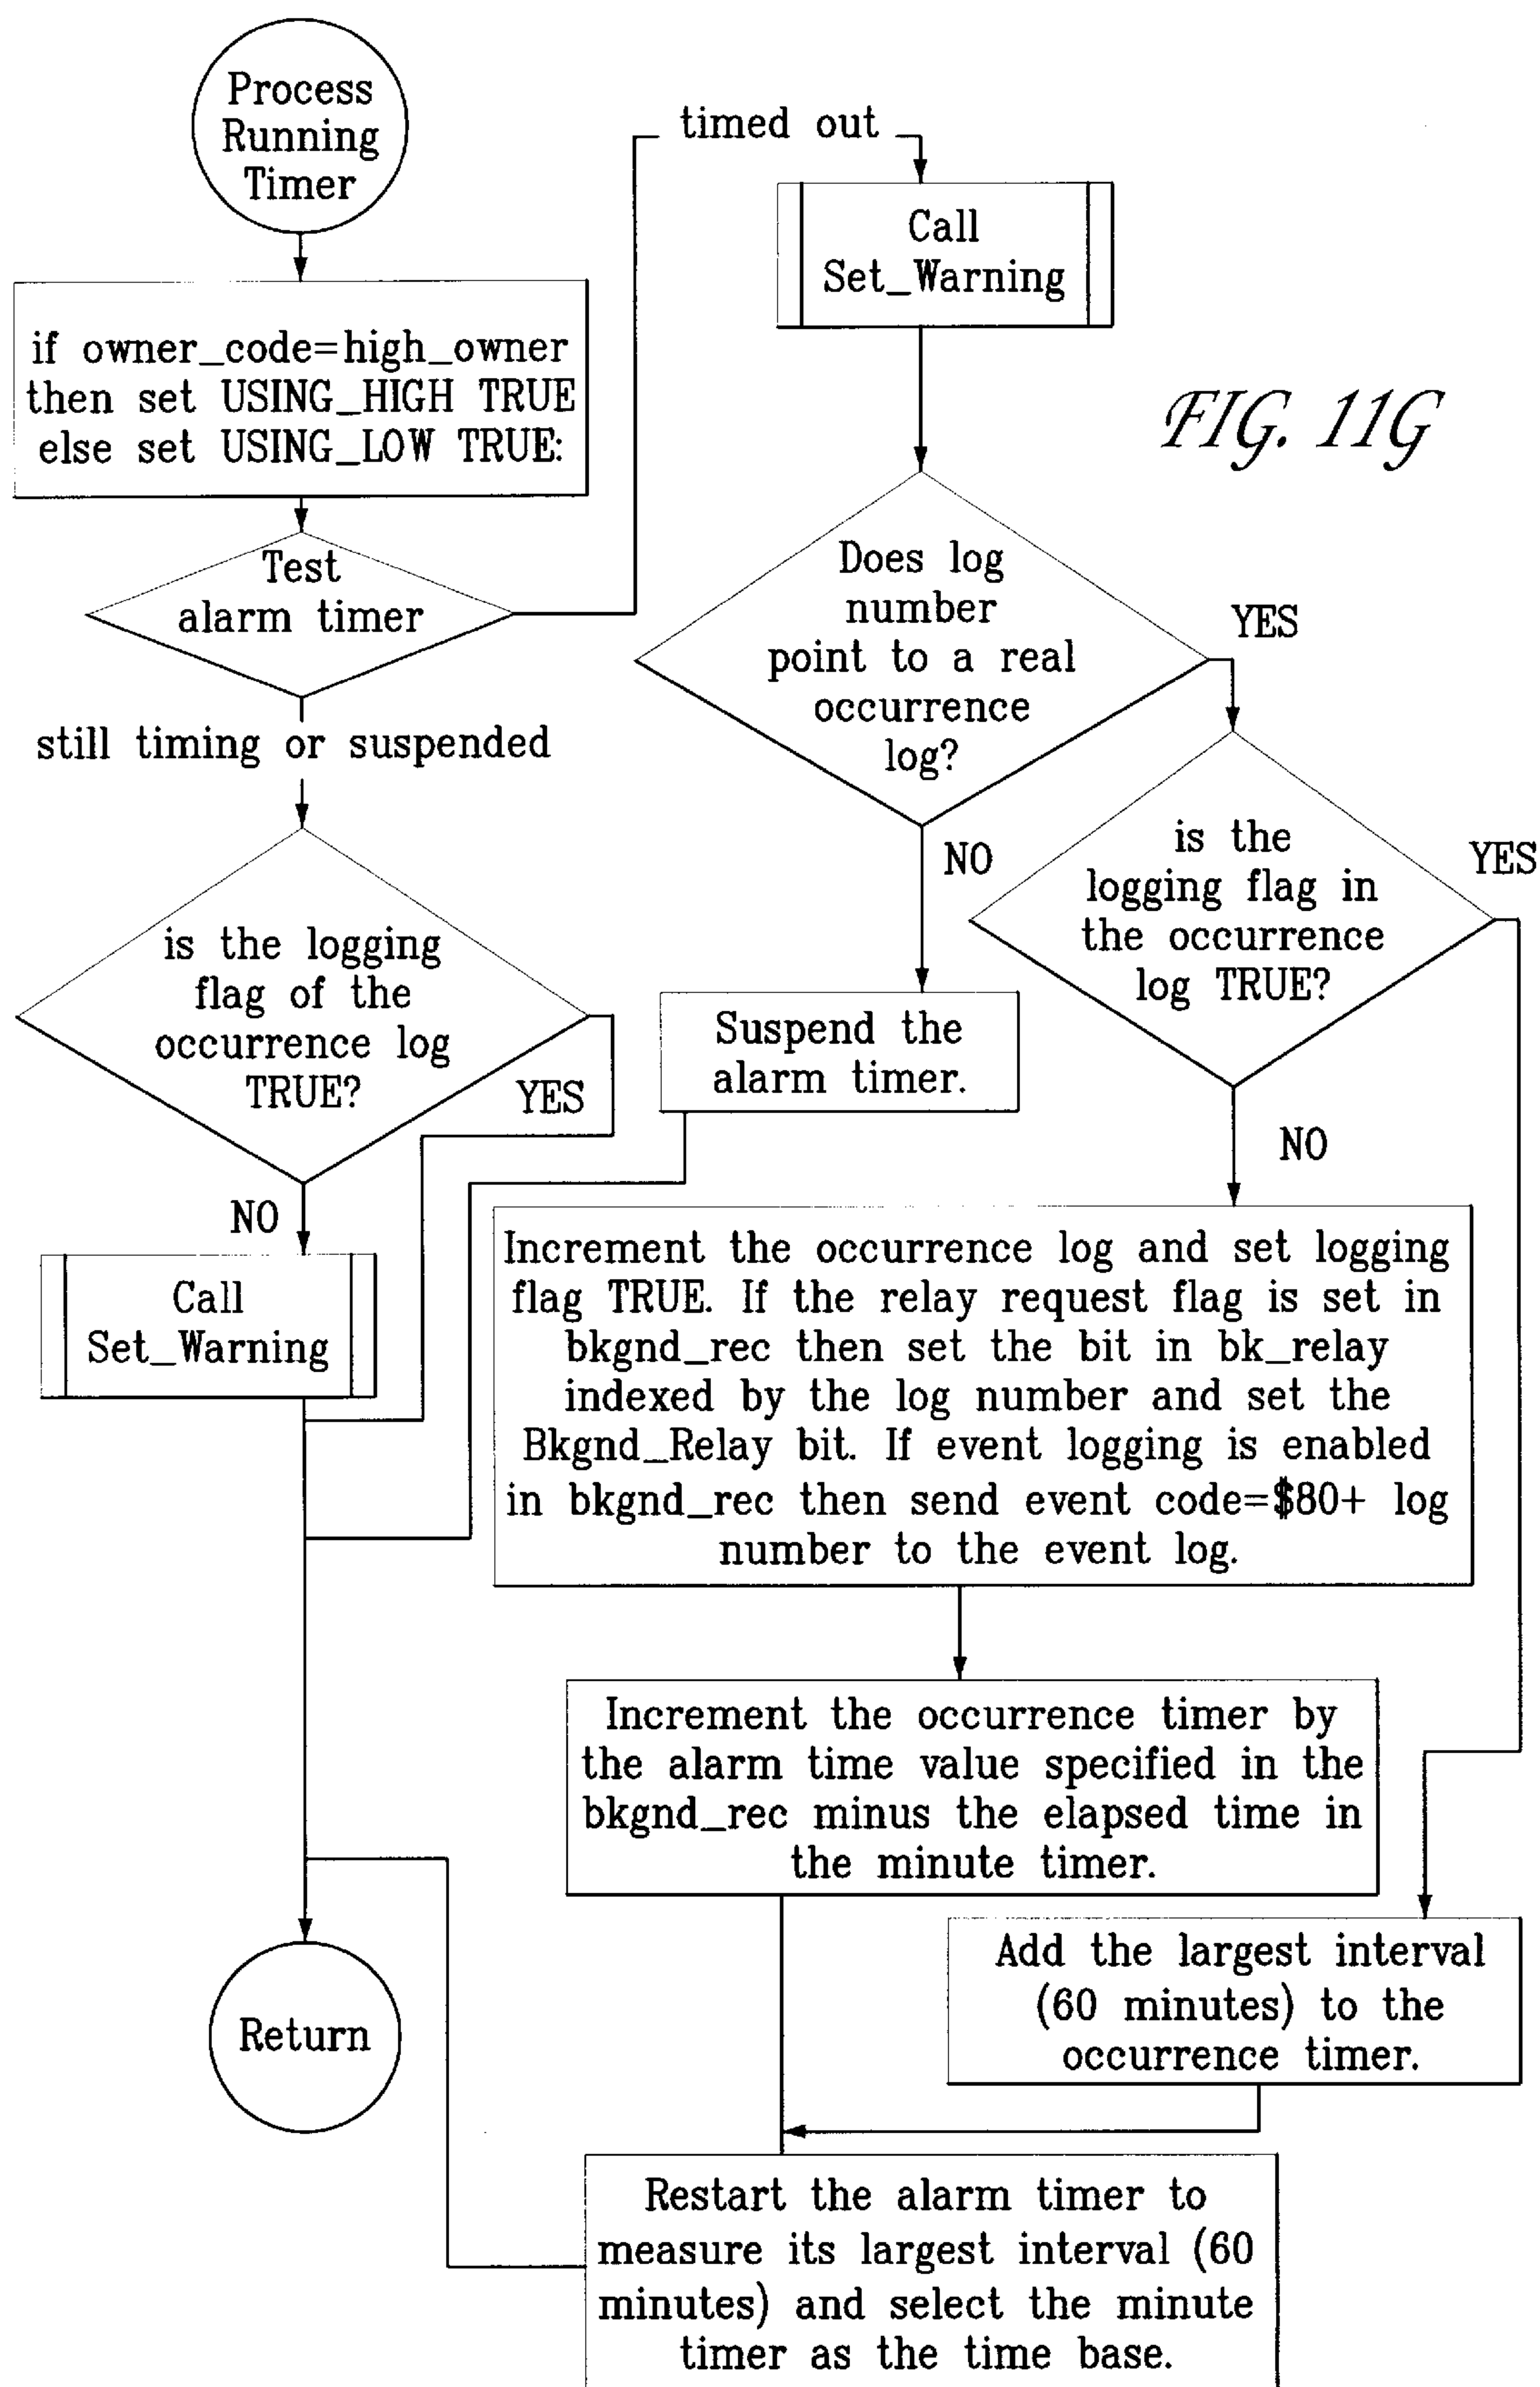 Process
Running
Timer
if owner_code=high_owner
then set USING_HIGH TRUE
else set USING_LOW TRUE:
Test
alarm timer
timed out
still timing or suspended
is the logging
flag of the
occurrence log
TRUE?
YES
NO
Call
Set_Warning
Return
Call
Set_Warning
FIG. 11G
Does log
number
point to a real
occurrence
log?
YES
NO
Suspend the
alarm timer.
is the
logging flag in
the occurrence
log TRUE?
YES
NO
Increment the occurrence log and set logging
flag TRUE. If the relay request flag is set in
bkgnd_rec then set the bit in bk_relay
indexed by the log number and set the
Bkgnd_Relay bit. If event logging is enabled
in bkgnd_rec then send event code=$80+ log
number to the event log.
Increment the occurrence timer by
the alarm time value specified in the
bkgnd_rec minus the elapsed time in
the minute timer.
Add the largest interval
(60 minutes) to the
occurrence timer.
Restart the alarm timer to
measure its largest interval (60
minutes) and select the minute
timer as the time base.